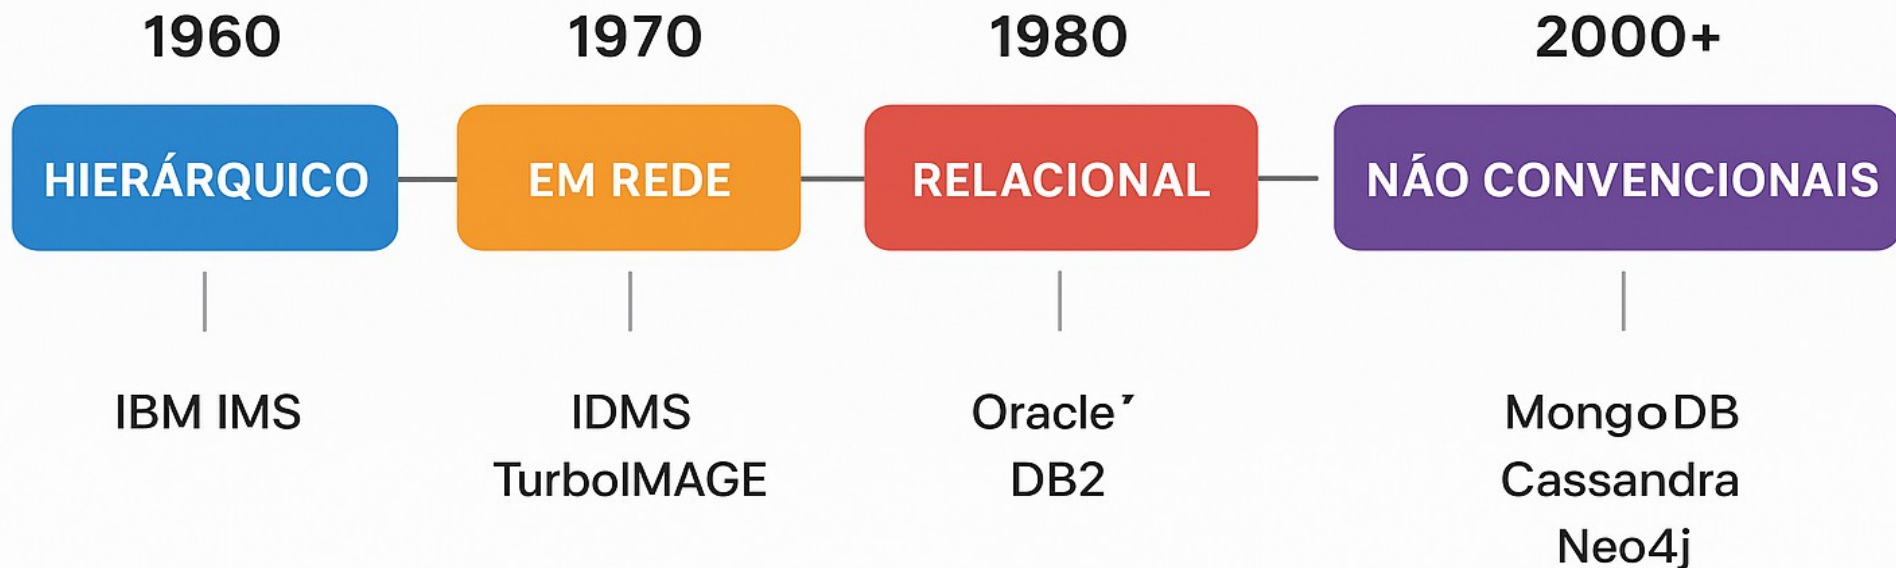 1960
1970
1980
2000+
HIERÁRQUICO
EM REDE
RELACIONAL
NÁO CONVENCIONAIS
IBM IMS
IDMS
TurboIMAGE
Oracle’
DB2
MongoDB
Cassandra
Neo4j